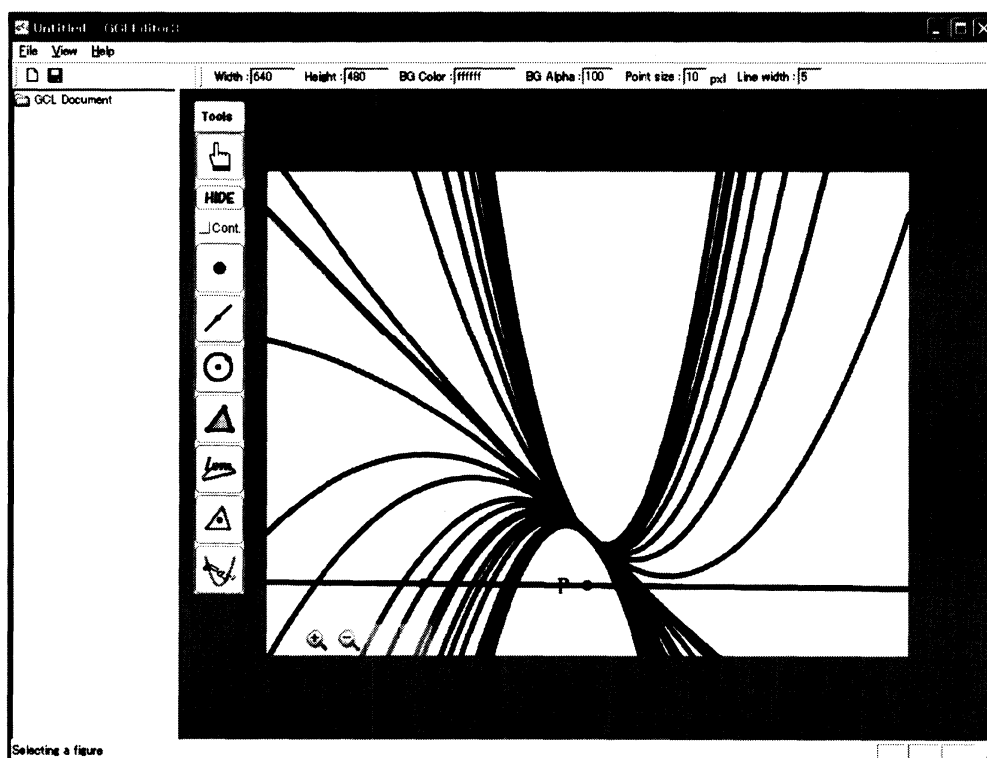 Untitled
File View Help
Width : 640 Height : 480 BG Color : ffffff BG Alpha : 100 Point size : 10 pxl Line width : 5
GCL Document
Tools
HIDE
Cont.
P
Selecting a figure